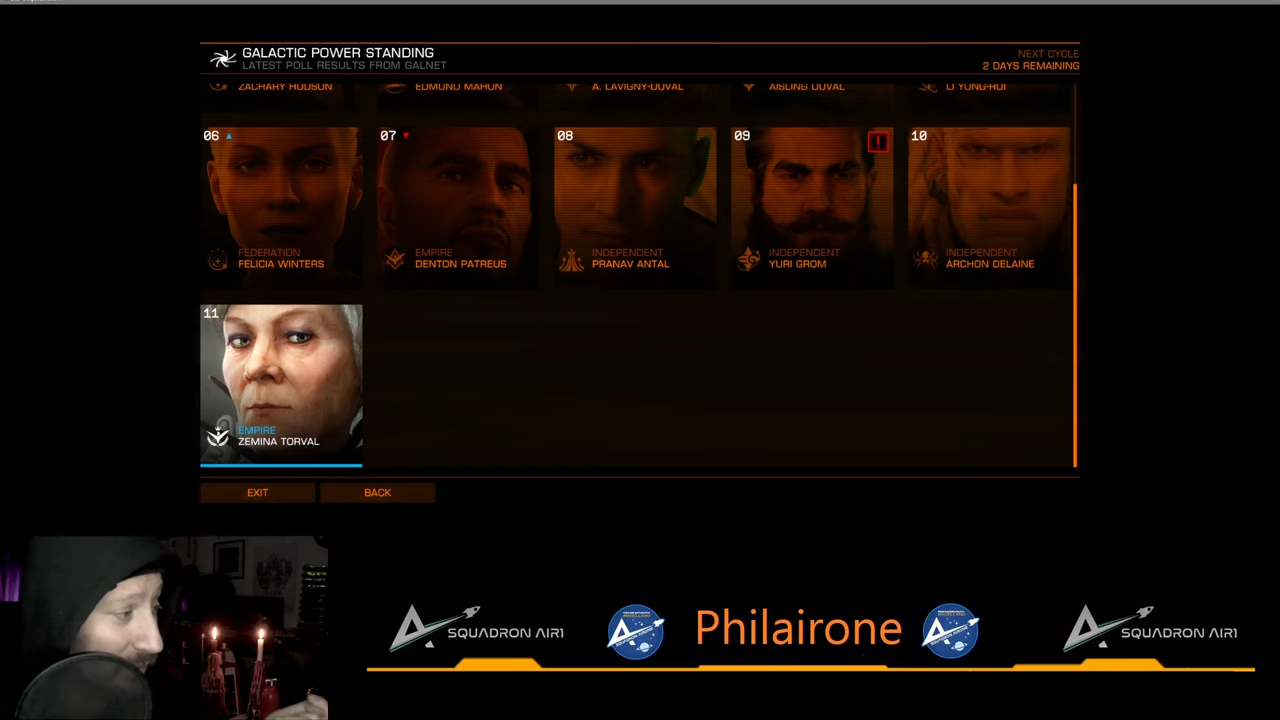 GALACTIC POWER STANDING
LATEST POLL RESULTS FROM GALNET
NEXT CYCLE
2 DAYS REMAINING
ZACHARY HUDSON
EDMUND MAHON
A. LAVIGNY-DUVAL
AISLING DUVAL
LI YONG-RUI
06
07
08
09
10
FEDERATION
FELICIA WINTERS
EMPIRE
DENTON PATREUS
INDEPENDENT
PRANAV ANTAL
INDEPENDENT
YURI GROM
INDEPENDENT
ARCHON DELAINE
11
EMPIRE
ZEMINA TORVAL
EXIT
BACK
SQUADRON AIR1
Philairone
SQUADRON AIR1